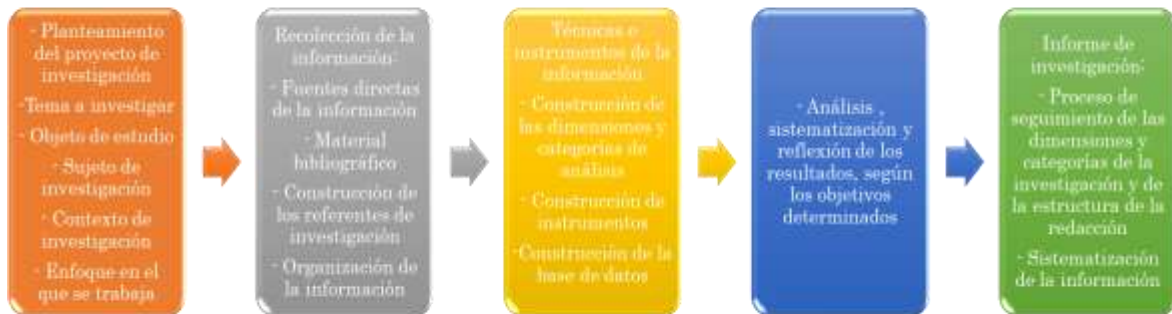 - Planteamiento
del proyecto de
investigación
-Tema a investigar
- Objeto de estudio
- Sujeto de
investigación
- Contexto de
investigación
- Enfoque en el
que se trabaja
Recolección de la
información:
- Fuentes directas
de la información
- Material
bibliográfico
- Construcción de
los referentes de
investigación
- Organización de
la información
Técnicas e
instrumentos de la
información
- Construcción de
las dimensiones y
categorías de
análisis
- Construcción de
instrumentos
-Construcción de la
base de datos
- Análisis ,
sistematización y
reflexión de los
resultados, según
los objetivos
determinados
Informe de
investigación:
- Proceso de
seguimiento de las
dimensiones y
categorías de la
investigación y de
la estructura de la
redacción
- Sistematización
de la información